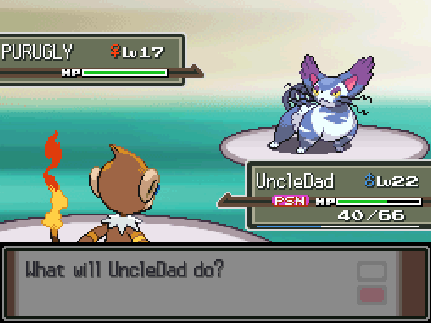 PURUGLY ♀Lv17
HP
UncleDad ♂Lv22
PSN HP
40/66
What will UncleDad do?